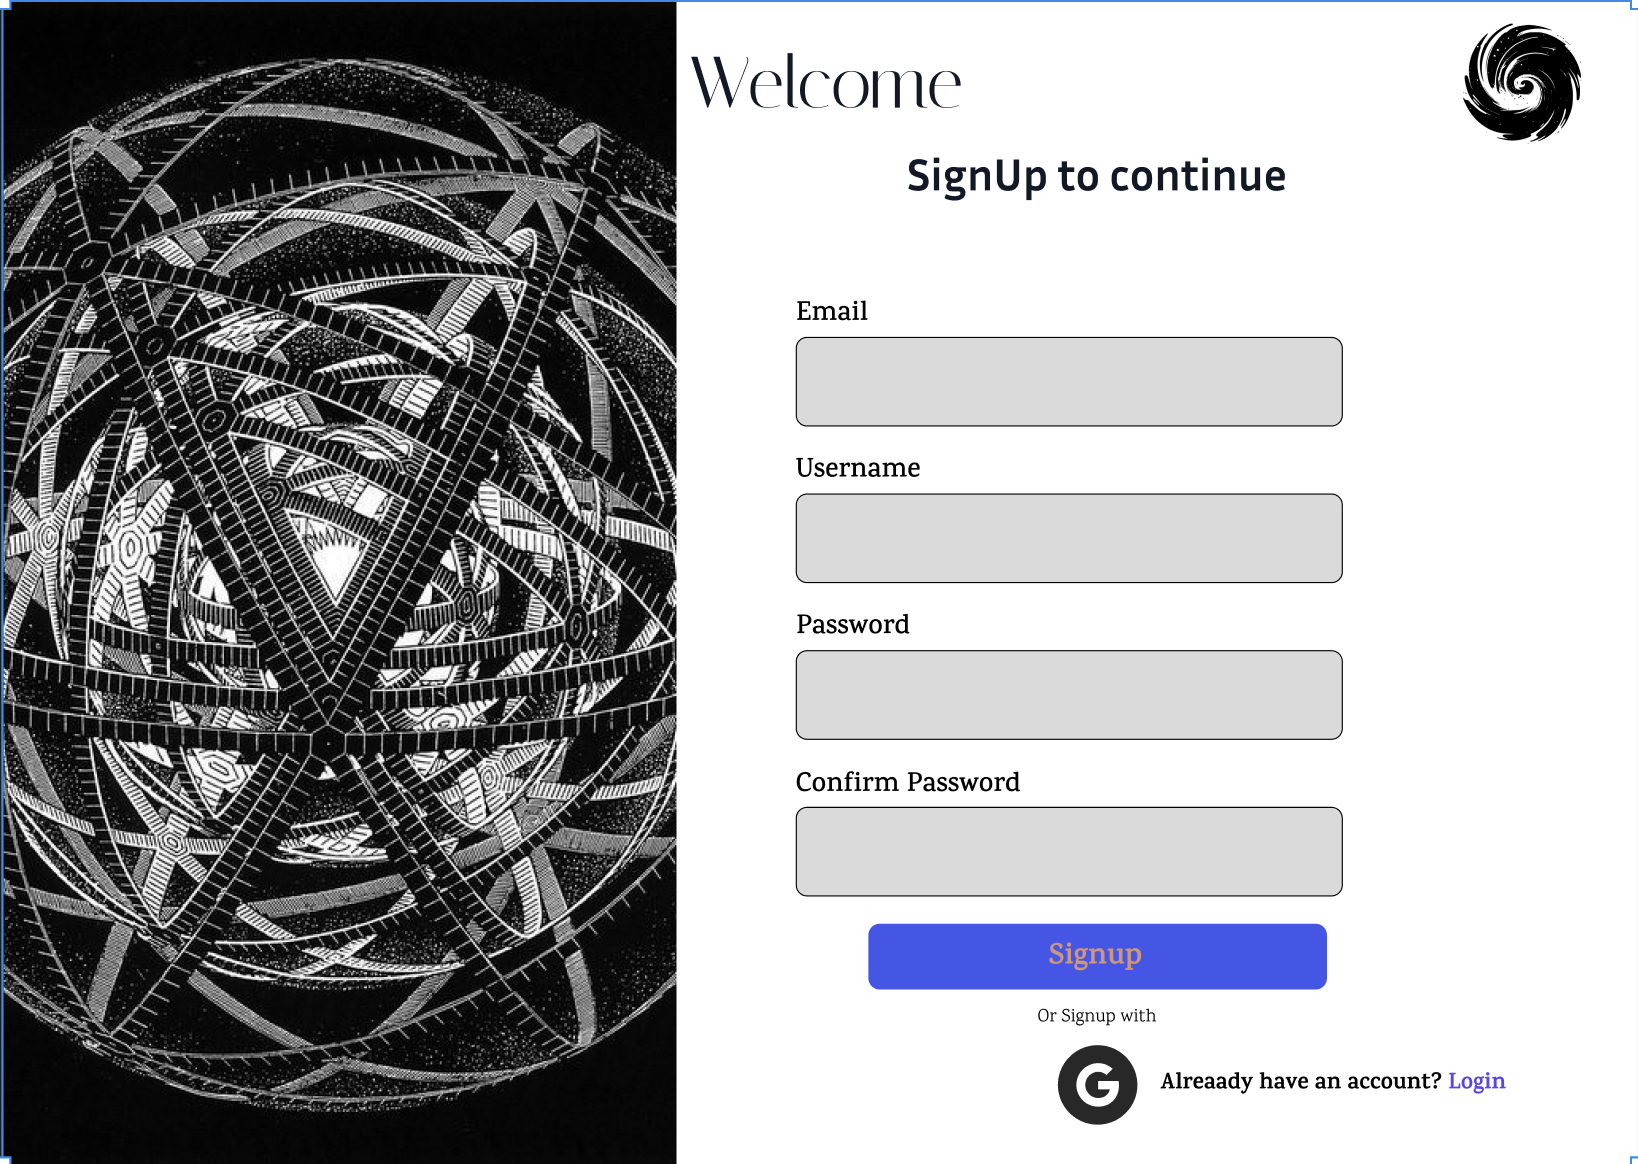 Welcome
SignUp to continue
Email
Username
Password
Confirm Password
Signup
Or Signup with
G
Alreaady have an account? Login